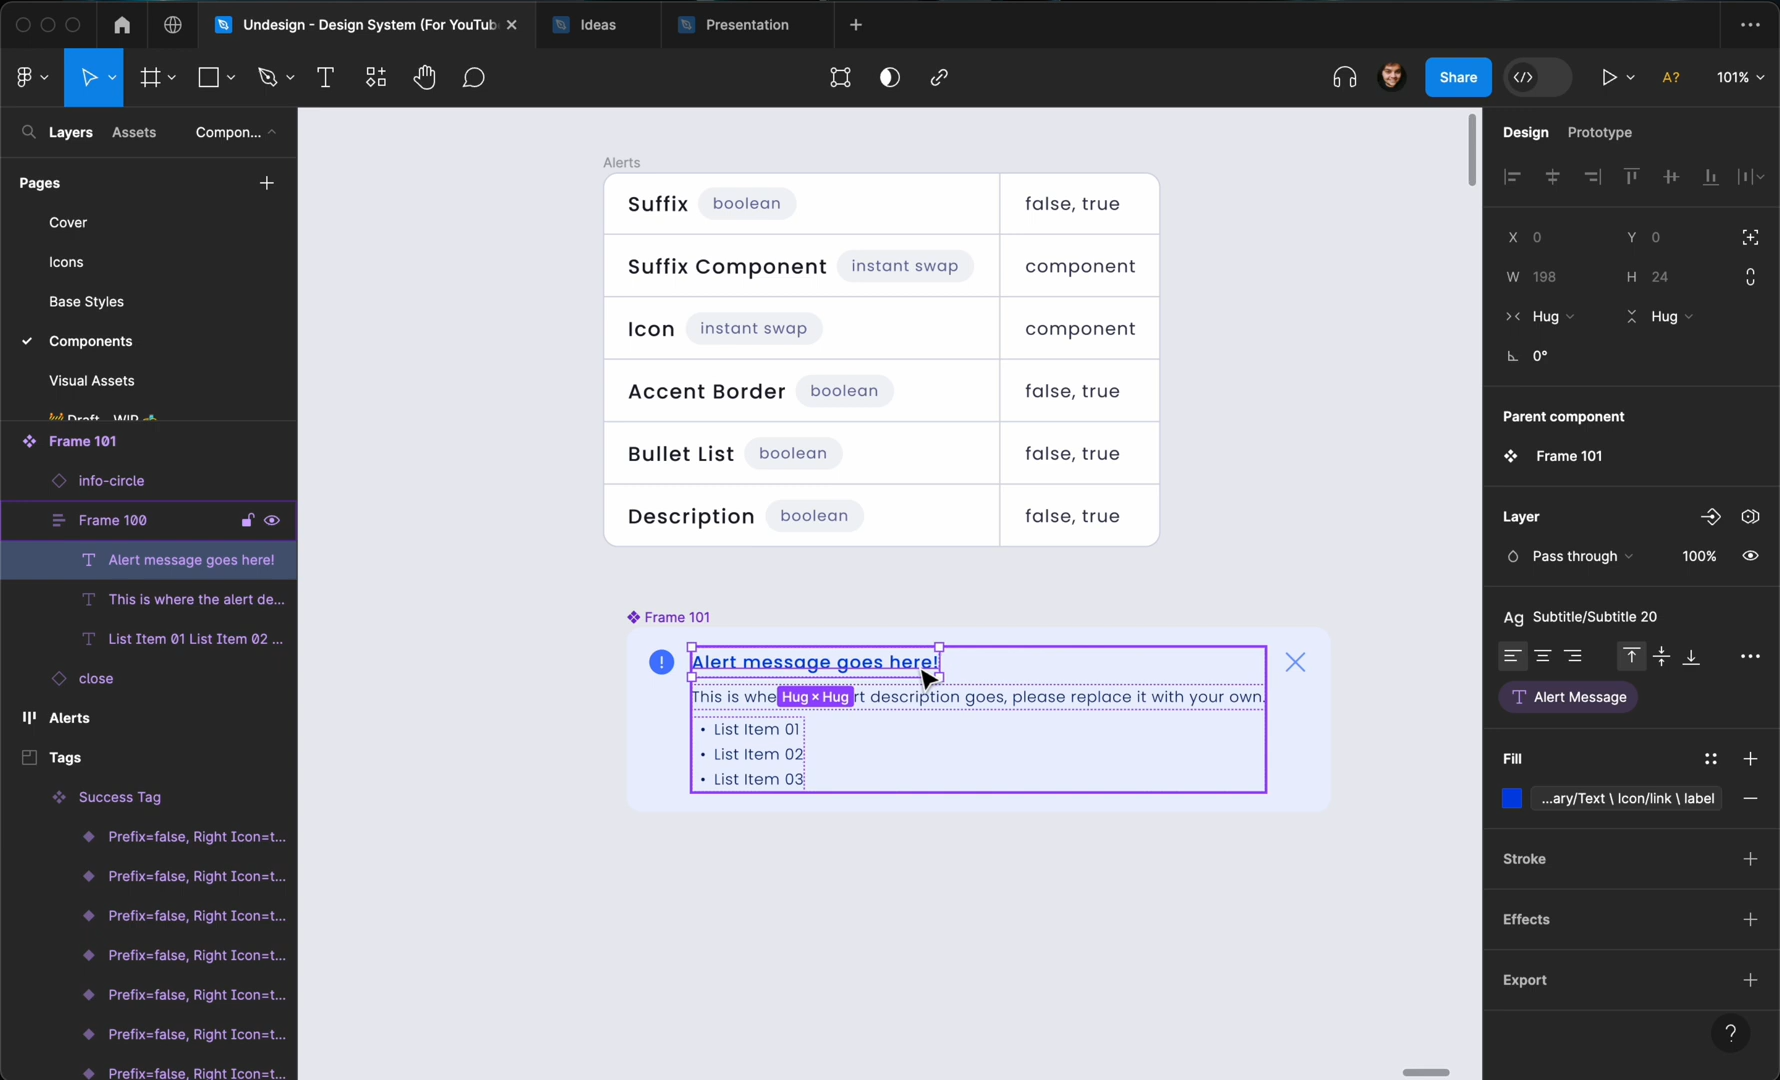 Undesign - Design System (For YouTub
Ideas
Presentation
Share
A?
101%
Layers
Assets
Compon...
Pages
Cover
Icons
Base Styles
Components
Visual Assets
Draft - WIP
Frame 101
info-circle
Frame 100
Alert message goes here!
This is where the alert de...
List Item 01 List Item 02 ...
close
Alerts
Tags
Success Tag
Prefix=false, Right Icon=t...
Prefix=false, Right Icon=t...
Prefix=false, Right Icon=t...
Prefix=false, Right Icon=t...
Prefix=false, Right Icon=t...
Prefix=false, Right Icon=t...
Prefix=false, Right Icon=t...
Alerts
Suffix boolean false, true
Suffix Component instant swap component
Icon instant swap component
Accent Border boolean false, true
Bullet List boolean false, true
Description boolean false, true
Frame 101
Alert message goes here!
This is whe Hug × Hug rt description goes, please replace it with your own.
• List Item 01
• List Item 02
• List Item 03
Design
Prototype
X 0 Y 0
W 198 H 24
Hug Hug
0°
Parent component
Frame 101
Layer
Pass through 100%
Ag Subtitle/Subtitle 20
Alert Message
Fill
...ary/Text \ Icon/link \ label
Stroke
Effects
Export
?